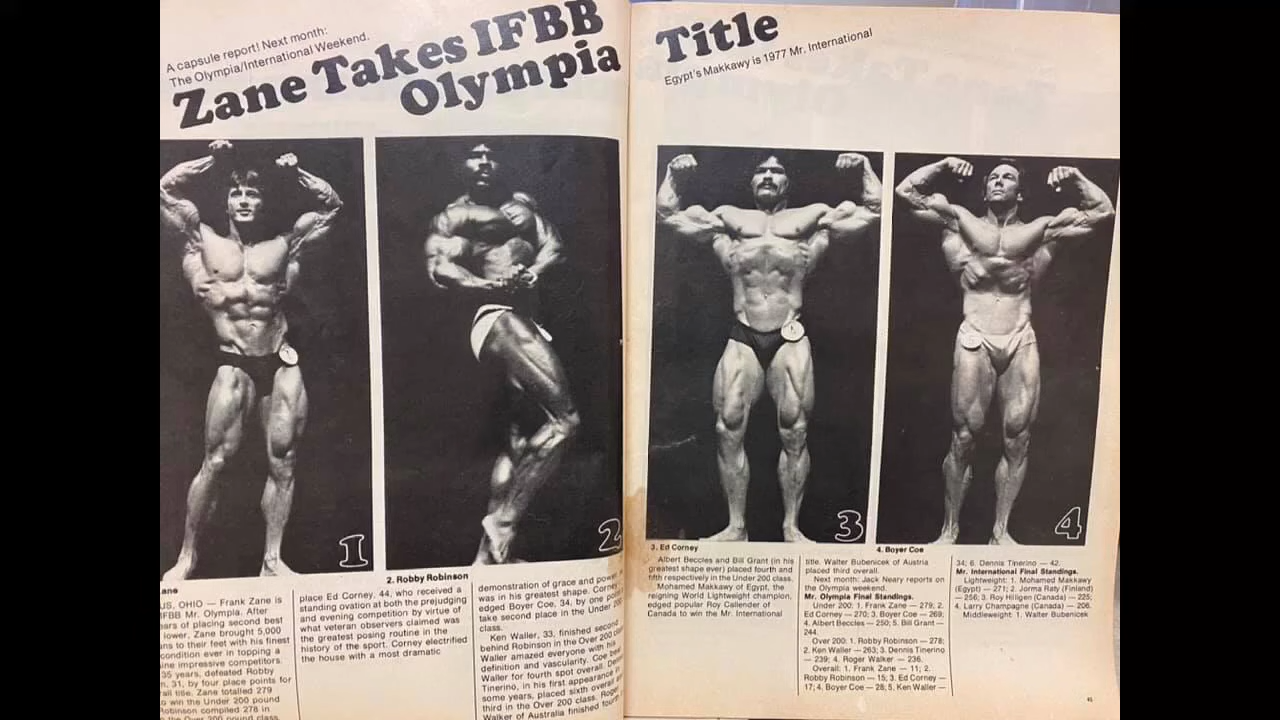 A capsule report! Next month:
The Olympia/International Weekend.
Zane Takes IFBB
Olympia
Title
Egypt's Makkawy is 1977 Mr. International
1
2
3
4
2. Robby Robinson
OHIO — Frank Zane is
IFBB Mr. Olympia. After
of placing second best
Zane brought 5,000
to their feet with his finest
condition ever in topping a
impressive competitors.
35 years, defeated Robby
31, by four place points for
title. Zane totalled 279
win the Under 200 pound
Robinson compiled 278 in
the Over 200 pound class.
place Ed Corney, 44, who received a
standing ovation at both the prejudging
and evening competition by virtue of
what veteran observers claimed was
the greatest posing routine in the
history of the sport. Corney electrified
the house with a most dramatic
demonstration of grace and power
was in his greatest shape. Corney
edged Boyer Coe, 34, by one point
take second place in the Under 200
class.
Ken Waller, 33, finished second
behind Robinson in the Over 200 class
Waller amazed everyone with his
definition and vascularity. Coe beat
Waller for fourth spot overall.
Tinerino, in his first appearance in
some years, placed sixth overall and
third in the Over 200 class. Roger
Walker of Australia finished fourth
3. Ed Corney
Albert Beccles and Bill Grant (in his
greatest shape ever) placed fourth and
fifth respectively in the Under 200 class.
Mohamed Makkawy of Egypt, the
reigning World Lightweight champion,
edged popular Roy Callender of
Canada to win the Mr. International
4. Boyer Coe
title. Walter Bubenicek of Austria
placed third overall.
Next month: Jack Neary reports on
the Olympia weekend.
Mr. Olympia Final Standings.
Under 200: 1. Frank Zane — 279; 2.
Ed Corney — 270; 3. Boyer Coe — 269;
4. Albert Beccles — 250; 5. Bill Grant —
244.
Over 200: 1. Robby Robinson — 278;
2. Ken Waller — 263; 3. Dennis Tinerino
— 239; 4. Roger Walker — 236.
Overall: 1. Frank Zane — 11; 2.
Robby Robinson — 15; 3. Ed Corney —
17; 4. Boyer Coe — 28; 5. Ken Waller —
34; 6. Dennis Tinerino — 42.
Mr. International Final Standings.
Lightweight: 1. Mohamed Makkawy
(Egypt) — 271; 2. Jorma Raty (Finland)
— 256; 3. Roy Hilligen (Canada) — 225;
4. Larry Champagne (Canada) — 206.
Middleweight: 1. Walter Bubenicek
45